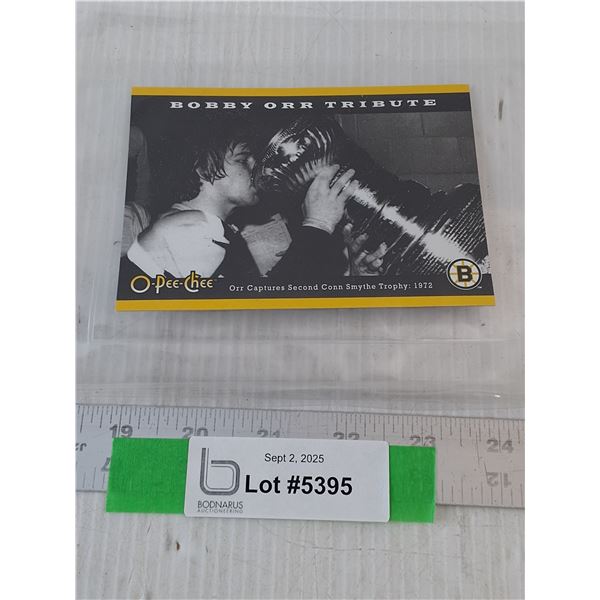 BOBBY ORR TRIBUTE
O-Pee-Chee
Orr Captures Second Conn Smythe Trophy: 1972
B
19 20 21 22 23 24
Sept 2, 2025
Lot #5395
b
BODNARUS
AUCTIONEERING
12